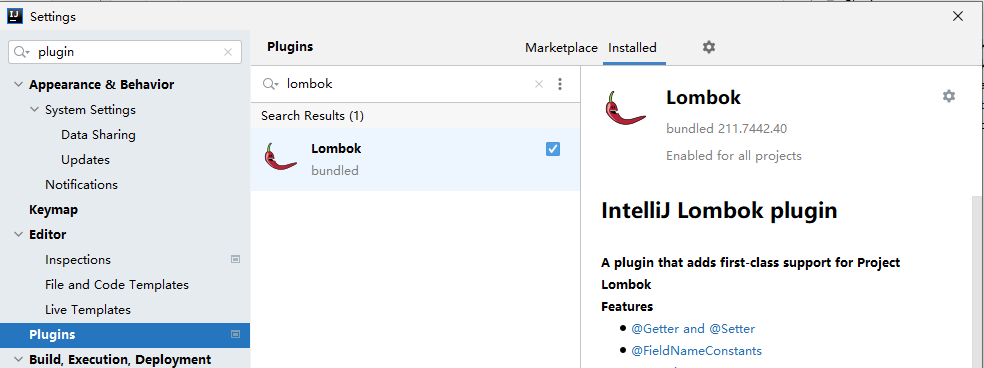 Settings
plugin
Appearance & Behavior
System Settings
Data Sharing
Updates
Notifications
Keymap
Editor
Inspections
File and Code Templates
Live Templates
Plugins
Build, Execution, Deployment
Plugins
Marketplace
Installed
lombok
Search Results (1)
Lombok
bundled
Lombok
bundled 211.7442.40
Enabled for all projects
IntelliJ Lombok plugin
A plugin that adds first-class support for Project
Lombok
Features
@Getter and @Setter
@FieldNameConstants